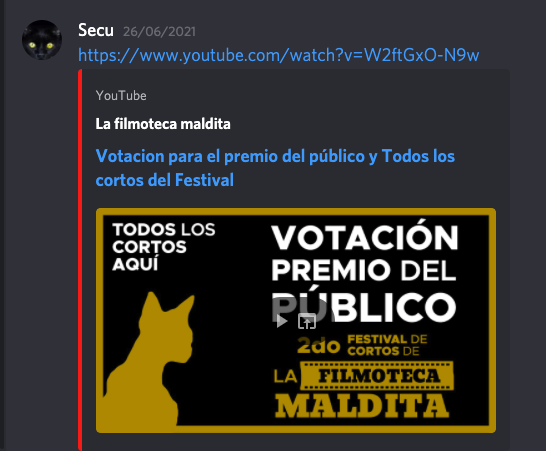 Secu 26/06/2021
https://www.youtube.com/watch?v=W2ftGxO-N9w
YouTube
La filmoteca maldita
Votacion para el premio del público y Todos los
cortos del Festival
TODOS LOS
CORTOS
AQUÍ
VOTACIÓN
PREMIO DEL
PÚBLICO
2do FESTIVAL DE
CORTOS DE
LA FILMOTECA
MALDITA